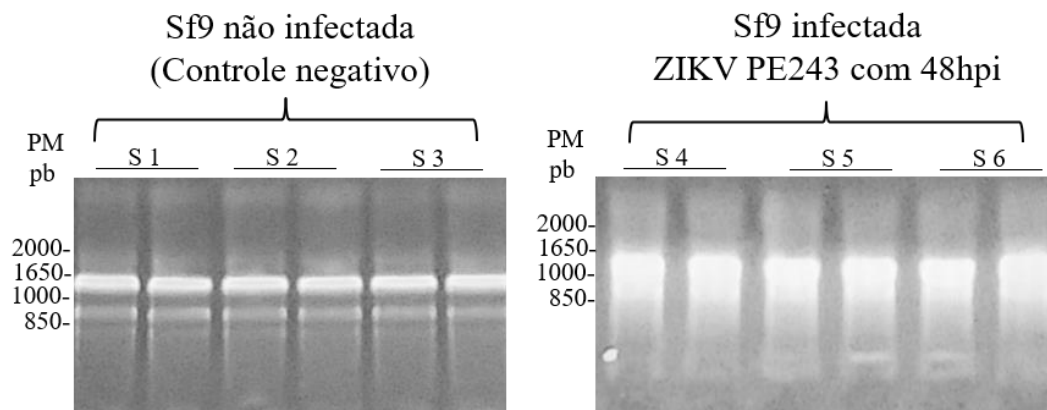 Sf9 não infectada
(Controle negativo)
PM
pb
S 1
S 2
S 3
2000-
1650-
1000-
850-
Sf9 infectada
ZIKV PE243 com 48hpi
PM
pb
S 4
S 5
S 6
2000-
1650-
1000-
850-